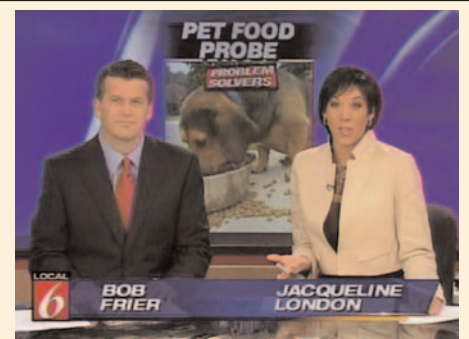 PET FOOD
PROBE
PROBLEM
SOLVERS
LOCAL
6
BOB
FRIER
JACQUELINE
LONDON